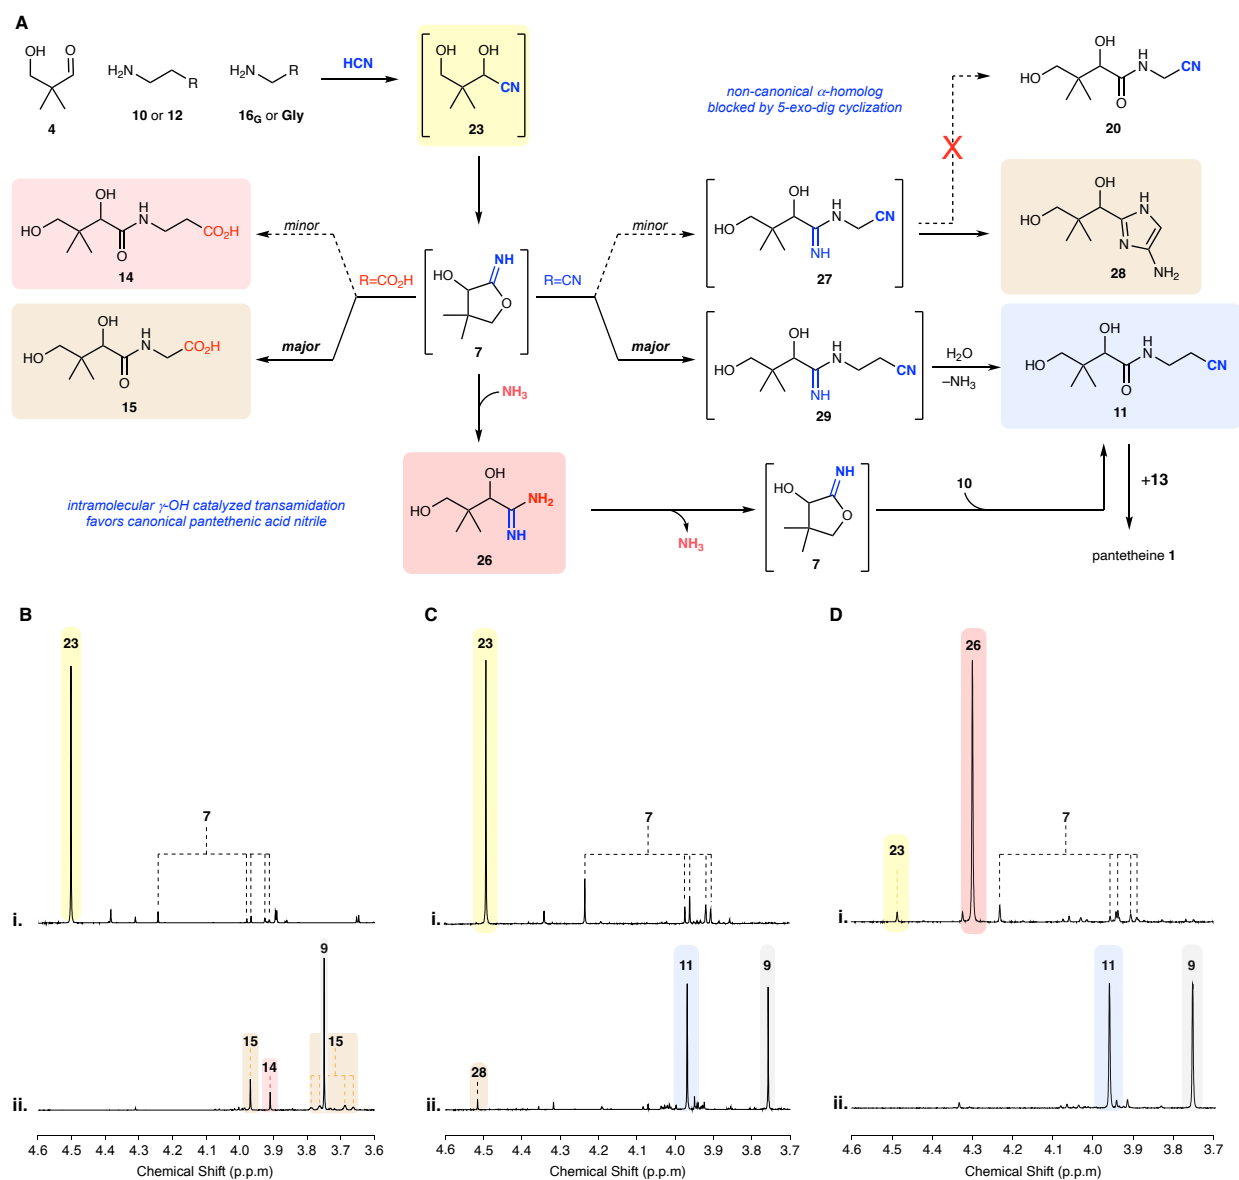 A
OH
O
4
H₂N
R
10 or 12
H₂N
R
16G or Gly
HCN
OH
OH
CN
23
non-canonical α-homolog
blocked by 5-exo-dig cyclization
X
HO
OH
H
N
O
CN
20
HO
OH
O
H
N
CO₂H
14
minor
R=CO₂H
HO
OH
O
H
N
CO₂H
15
major
HO
NH
O
7
R=CN
minor
HO
OH
H
N
NH
CN
27
HO
OH
H
N
N
NH₂
28
major
HO
OH
H
N
NH
CN
29
H₂O
–NH₃
HO
OH
O
H
N
CN
11
NH₃
intramolecular γ-OH catalyzed transamidation
favors canonical pantethenic acid nitrile
HO
OH
NH₂
NH
26
NH₃
HO
NH
O
7
10
+13
pantetheine 1
B
23
7
i.
9
15
14
15
ii.
4.6 4.5 4.4 4.3 4.2 4.1 4.0 3.9 3.8 3.7 3.6
Chemical Shift (p.p.m)
C
23
7
i.
11
9
28
ii.
4.6 4.5 4.4 4.3 4.2 4.1 4.0 3.9 3.8 3.7
Chemical Shift (p.p.m)
D
26
23
7
i.
11
9
ii.
4.6 4.5 4.4 4.3 4.2 4.1 4.0 3.9 3.8 3.7
Chemical Shift (p.p.m)